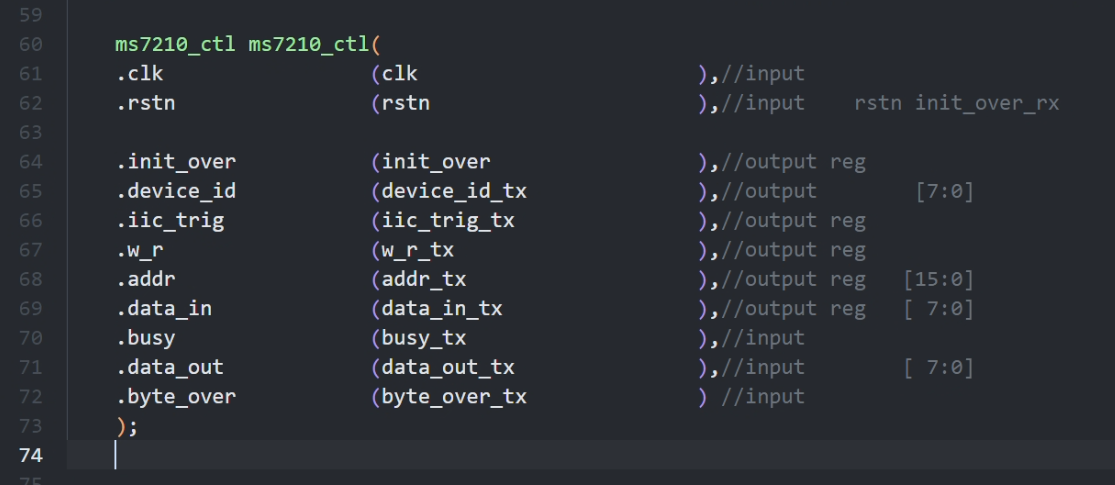 59
60 ms7210_ctl ms7210_ctl(
61 .clk (clk ),//input
62 .rstn (rstn ),//input rstn init_over_rx
63
64 .init_over (init_over ),//output reg
65 .device_id (device_id_tx ),//output [7:0]
66 .iic_trig (iic_trig_tx ),//output reg
67 .w_r (w_r_tx ),//output reg
68 .addr (addr_tx ),//output reg [15:0]
69 .data_in (data_in_tx ),//output reg [ 7:0]
70 .busy (busy_tx ),//input
71 .data_out (data_out_tx ),//input [ 7:0]
72 .byte_over (byte_over_tx ) //input
73 );
74
75